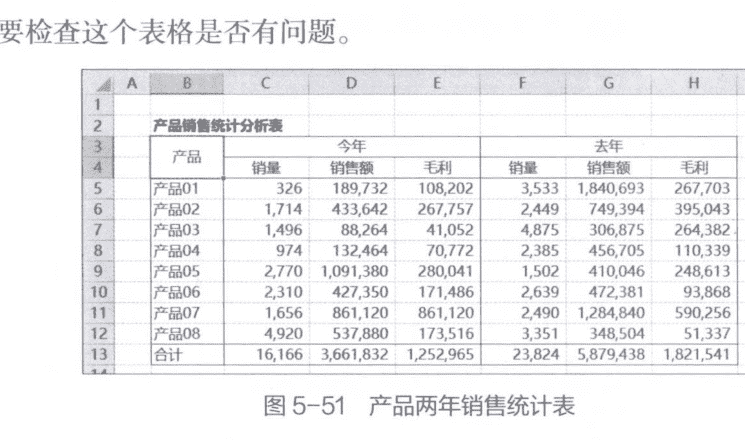 要检查这个表格是否有问题。
A B C D E F G H
1
2 产品销售统计分析表
3 产品 今年 去年
4 销量 销售额 毛利 销量 销售额 毛利
5 产品01 326 189,732 108,202 3,533 1,840,693 267,703
6 产品02 1,714 433,642 267,757 2,449 749,394 395,043
7 产品03 1,496 88,264 41,052 4,875 306,875 264,382
8 产品04 974 132,464 70,772 2,385 456,705 110,339
9 产品05 2,770 1,091,380 280,041 1,502 410,046 248,613
10 产品06 2,310 427,350 171,486 2,639 472,381 93,868
11 产品07 1,656 861,120 861,120 2,490 1,284,840 590,256
12 产品08 4,920 537,880 173,516 3,351 348,504 51,337
13 合计 16,166 3,661,832 1,252,965 23,824 5,879,438 1,821,541
图 5-51 产品两年销售统计表